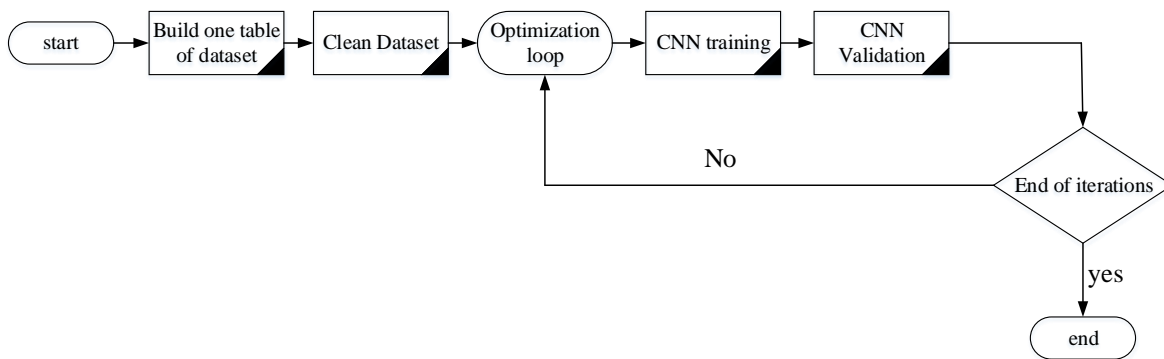 start
Build one table
of dataset
Clean Dataset
Optimization
loop
CNN training
CNN
Validation
No
End of iterations
yes
end